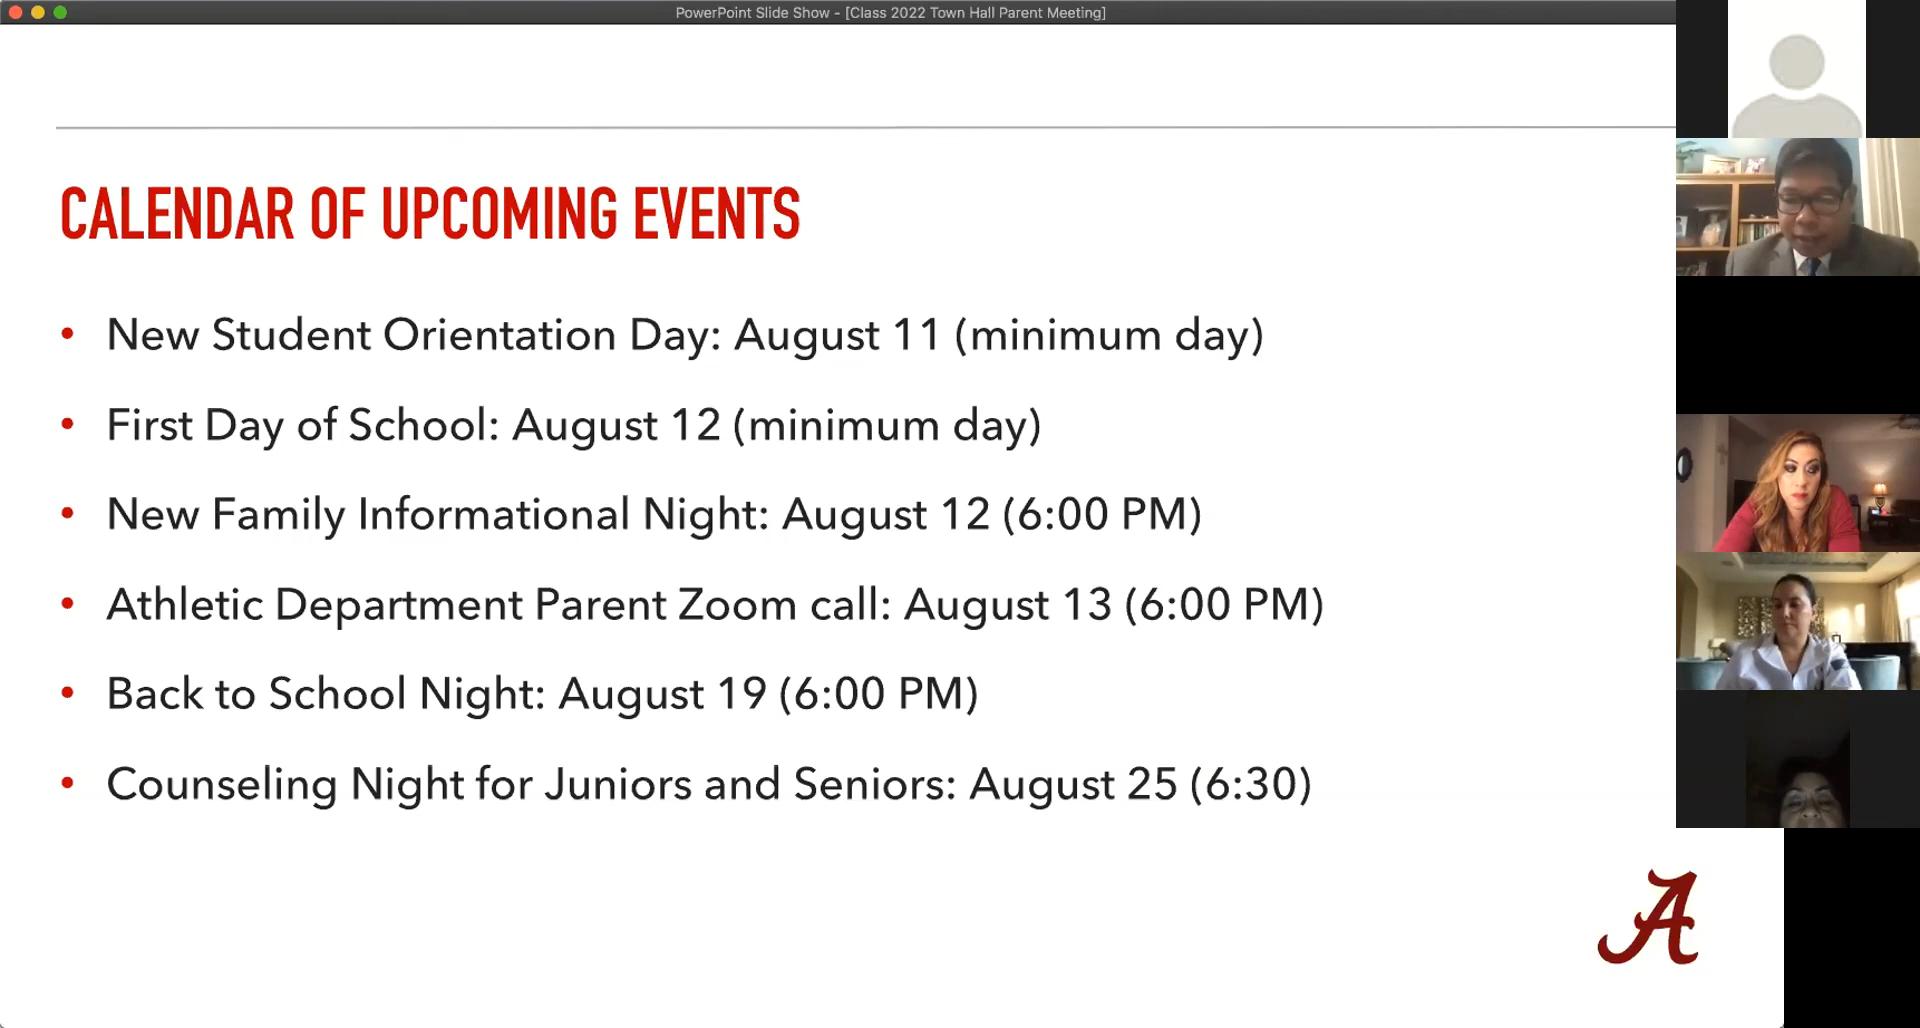 PowerPoint Slide Show - [Class 2022 Town Hall Parent Meeting]
CALENDAR OF UPCOMING EVENTS
• New Student Orientation Day: August 11 (minimum day)
• First Day of School: August 12 (minimum day)
• New Family Informational Night: August 12 (6:00 PM)
• Athletic Department Parent Zoom call: August 13 (6:00 PM)
• Back to School Night: August 19 (6:00 PM)
• Counseling Night for Juniors and Seniors: August 25 (6:30)
A